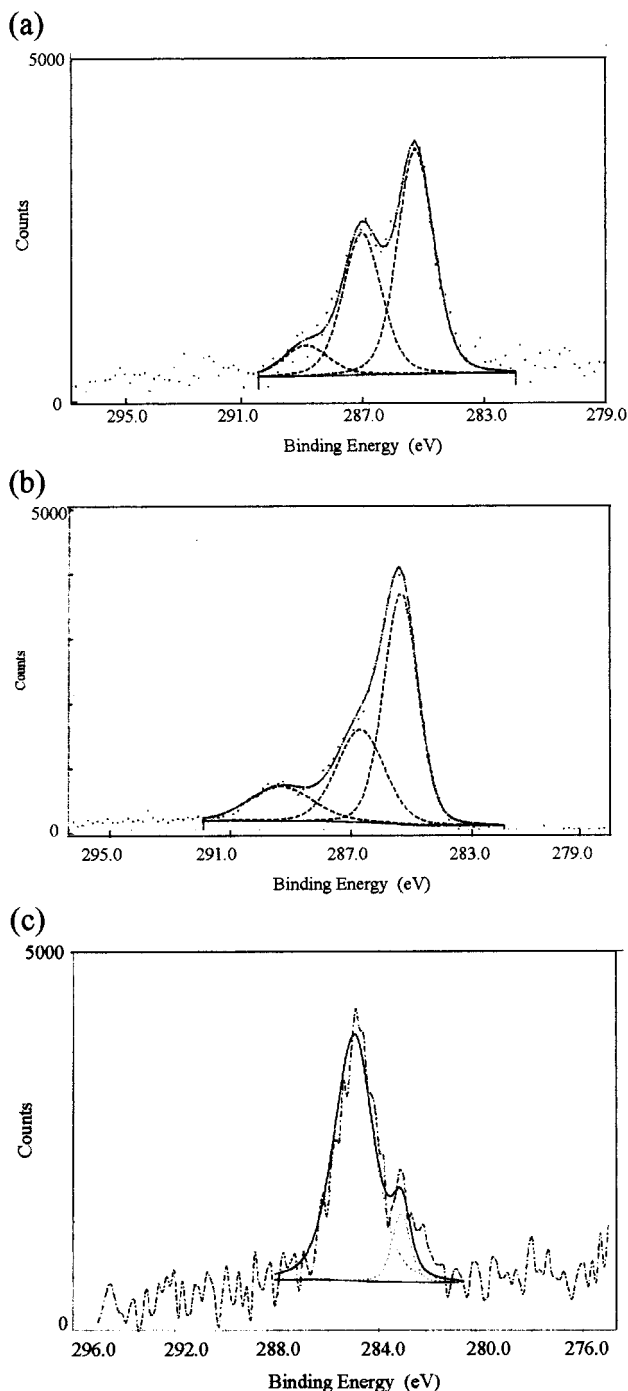 (a)
5000
Counts
0
295.0 291.0 287.0 283.0 279.0
Binding Energy (eV)
(b)
5000
Counts
0
295.0 291.0 287.0 283.0 279.0
Binding Energy (eV)
(c)
5000
Counts
0
296.0 292.0 288.0 284.0 280.0 276.0
Binding Energy (eV)